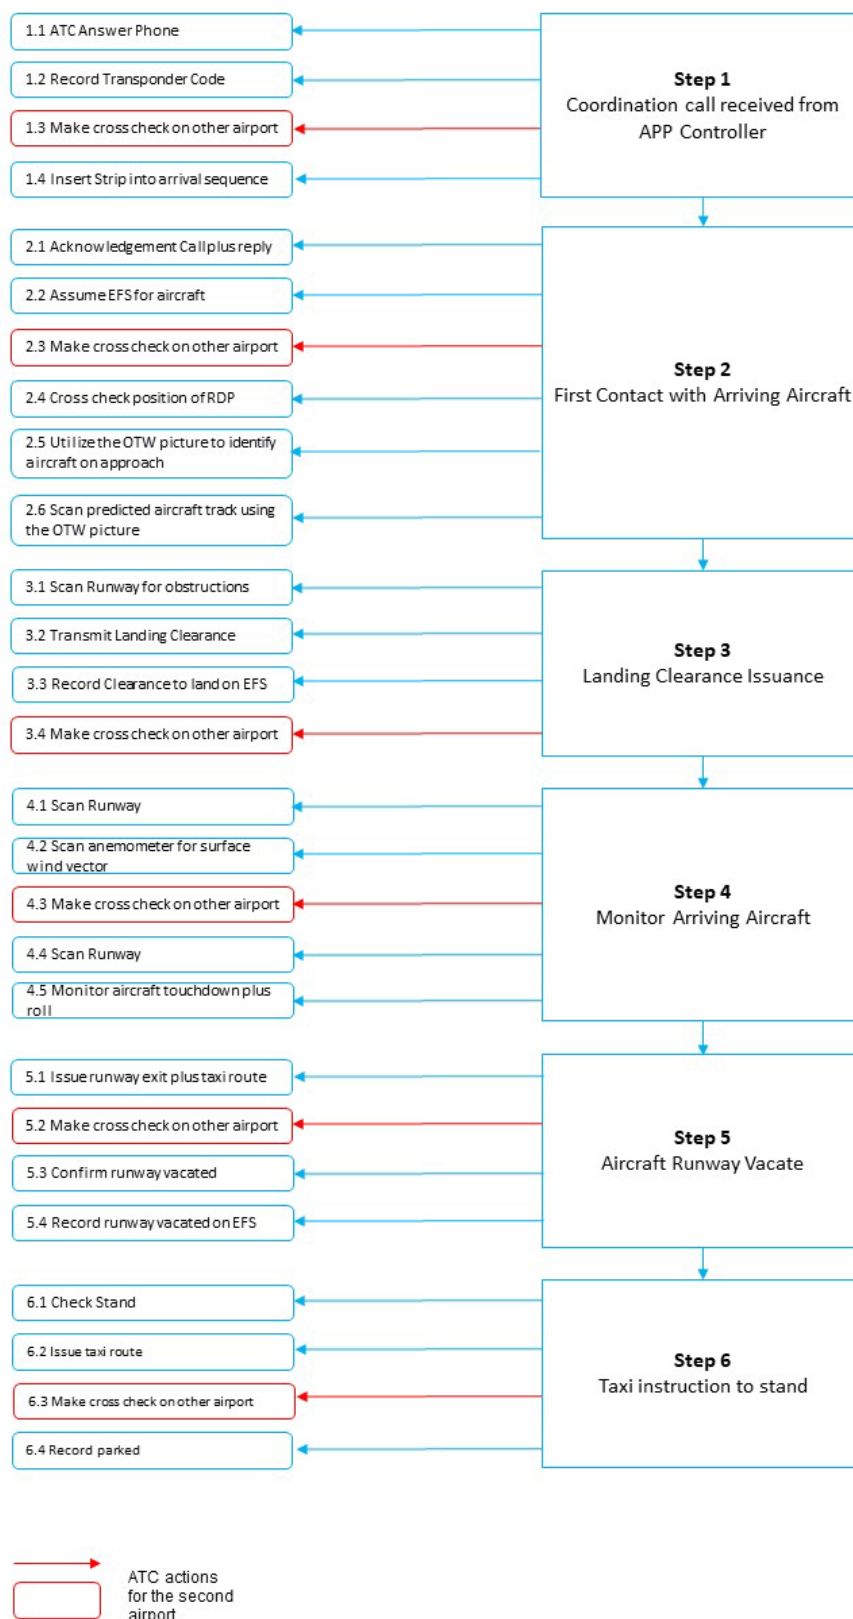 1.1 ATC Answer Phone
1.2 Record Transponder Code
1.3 Make cross check on other airport
1.4 Insert Strip into arrival sequence
Step 1
Coordination call received from
APP Controller
2.1 Acknowledgement Call plus reply
2.2 Assume EFS for aircraft
2.3 Make cross check on other airport
2.4 Cross check position of RDP
2.5 Utilize the OTW picture to identify
aircraft on approach
2.6 Scan predicted aircraft track using
the OTW picture
Step 2
First Contact with Arriving Aircraft
3.1 Scan Runway for obstructions
3.2 Transmit Landing Clearance
3.3 Record Clearance to land on EFS
3.4 Make cross check on other airport
Step 3
Landing Clearance Issuance
4.1 Scan Runway
4.2 Scan anemometer for surface
wind vector
4.3 Make cross check on other airport
4.4 Scan Runway
4.5 Monitor aircraft touchdown plus
roll
Step 4
Monitor Arriving Aircraft
5.1 Issue runway exit plus taxi route
5.2 Make cross check on other airport
5.3 Confirm runway vacated
5.4 Record runway vacated on EFS
Step 5
Aircraft Runway Vacate
6.1 Check Stand
6.2 Issue taxi route
6.3 Make cross check on other airport
6.4 Record parked
Step 6
Taxi instruction to stand
ATC actions
for the second
airport